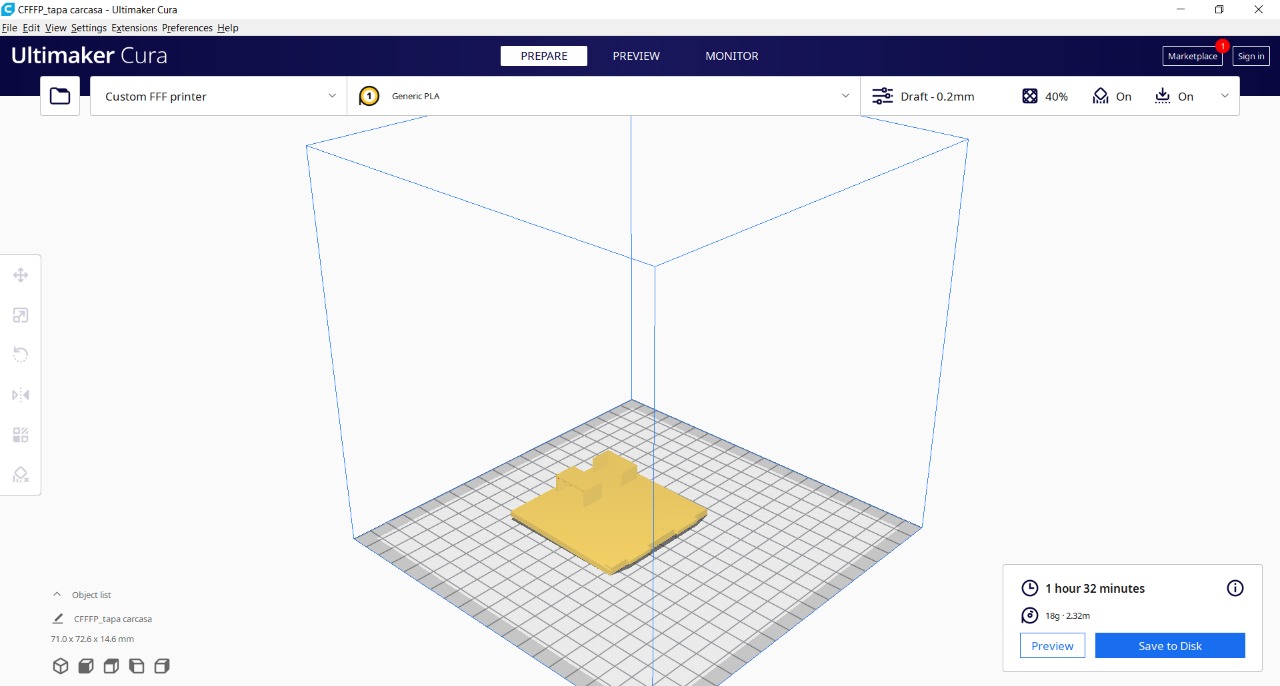 CFFFP_tapa carcasa - Ultimaker Cura
File Edit View Settings Extensions Preferences Help
Ultimaker Cura PREPARE PREVIEW MONITOR Marketplace 1 Sign in
Custom FFF printer 1 Generic PLA Draft - 0.2mm 40% On On
Object list
CFFFP_tapa carcasa
71.0 x 72.6 x 14.6 mm
1 hour 32 minutes
18g · 2.32m
Preview Save to Disk